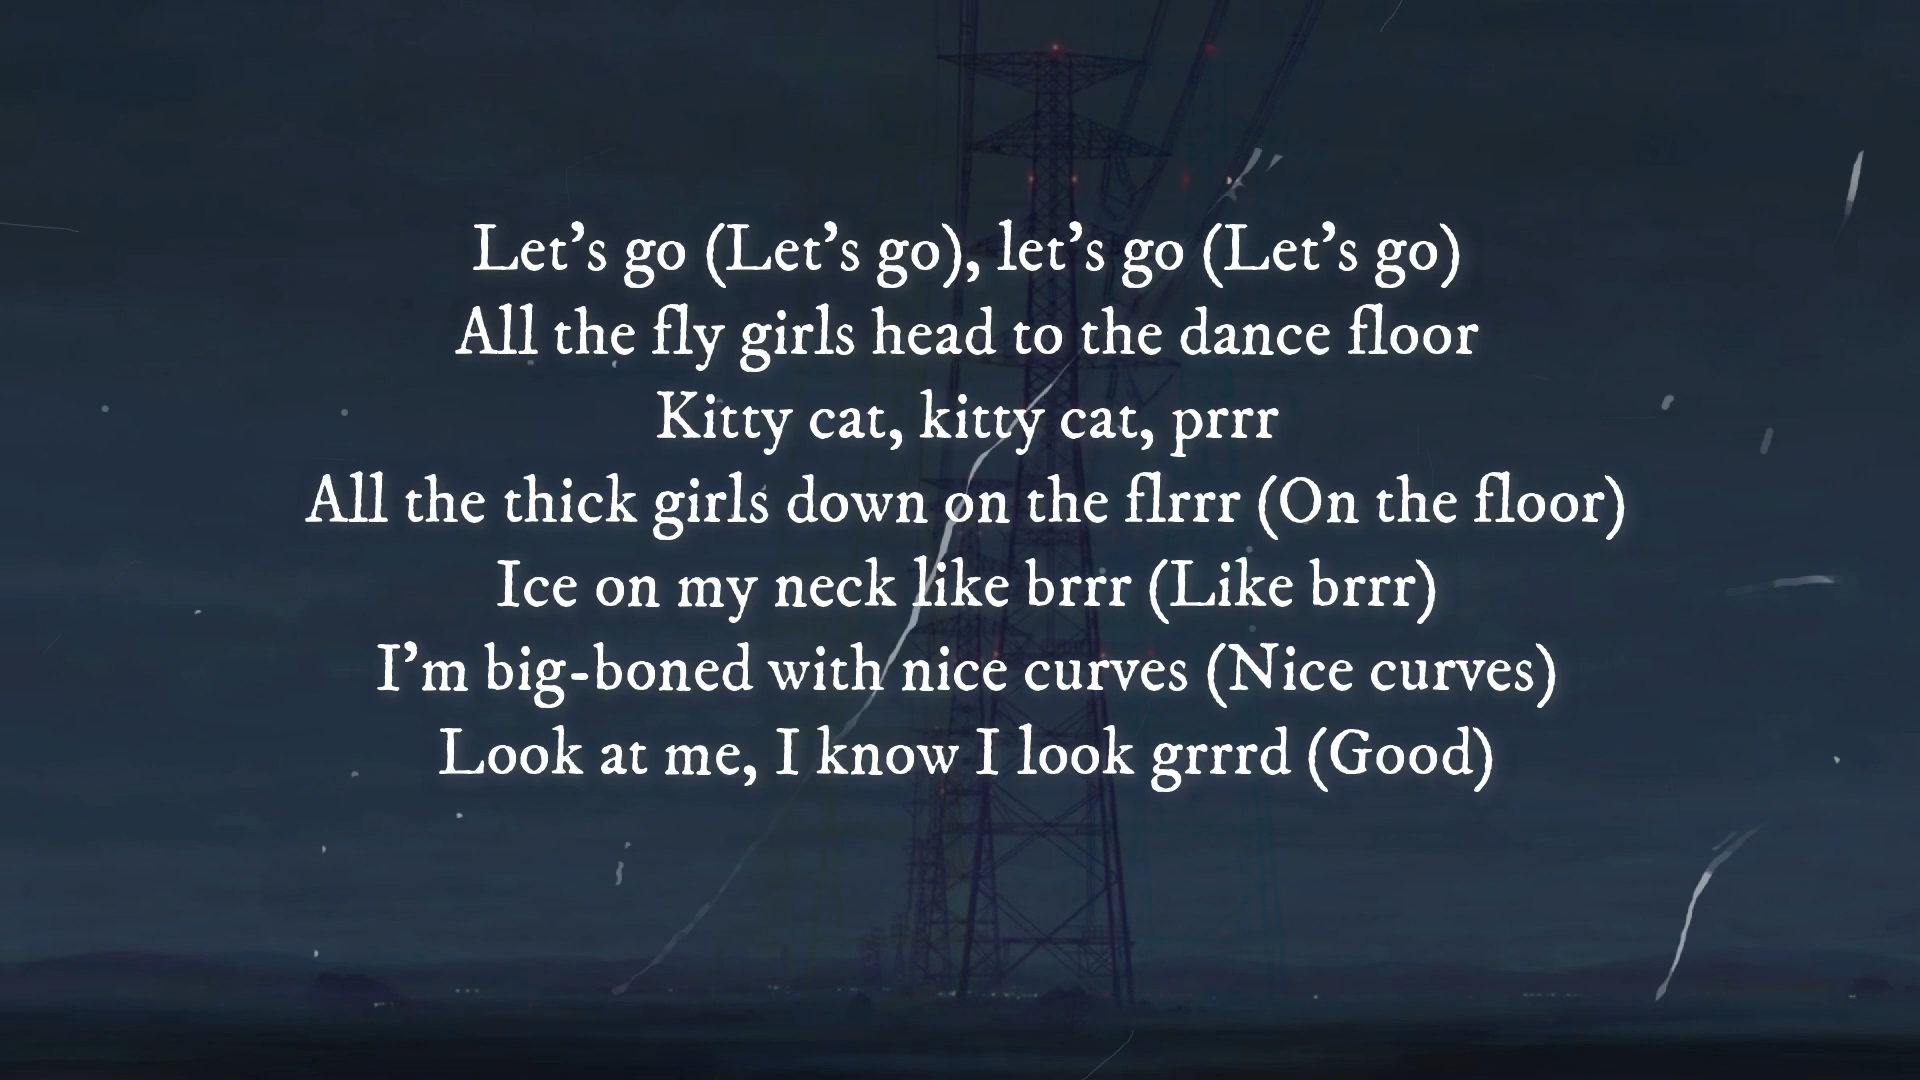 Let’s go (Let’s go), let’s go (Let’s go)
All the fly girls head to the dance floor
Kitty cat, kitty cat, prrr
All the thick girls down on the flrrr (On the floor)
Ice on my neck like brrr (Like brrr)
I’m big-boned with nice curves (Nice curves)
Look at me, I know I look grrrd (Good)